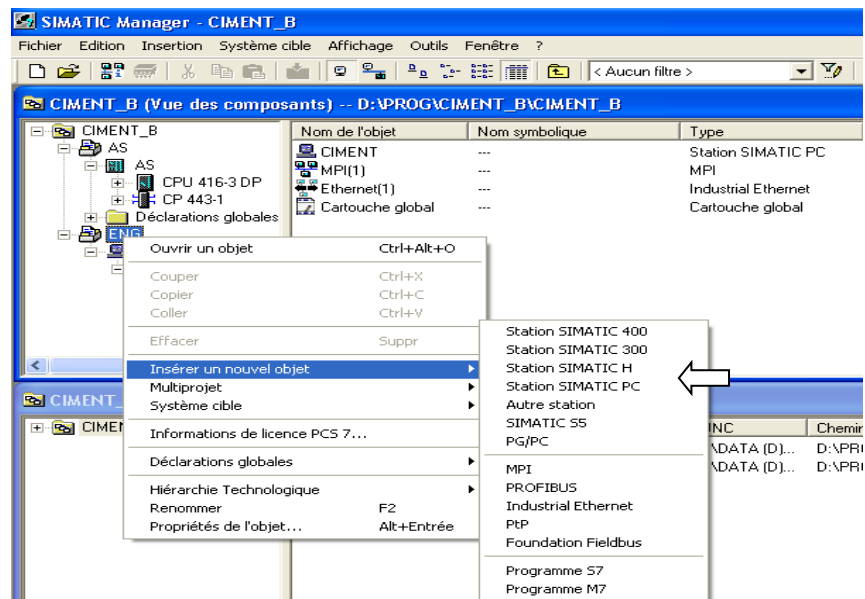 SIMATIC Manager - CIMENT_B
Fichier Edition Insertion Système cible Affichage Outils Fenêtre ?
< Aucun filtre >
CIMENT_B (Vue des composants) -- D:\PROG\CIMENT_B\CIMENT_B
CIMENT_B
AS
AS
CPU 416-3 DP
CP 443-1
Déclarations globales
ENG
Nom de l'objet Nom symbolique Type
CIMENT --- Station SIMATIC PC
MPI(1) --- MPI
Ethernet(1) --- Industrial Ethernet
Cartouche global --- Cartouche global
Ouvrir un objet Ctrl+Alt+O
Couper Ctrl+X
Copier Ctrl+C
Coller Ctrl+V
Effacer Suppr
Insérer un nouvel objet
Multiprojet
Système cible
Informations de licence PCS 7...
Déclarations globales
Hiérarchie Technologique
Renommer F2
Propriétés de l'objet... Alt+Entrée
Station SIMATIC 400
Station SIMATIC 300
Station SIMATIC H
Station SIMATIC PC
Autre station
SIMATIC S5
PG/PC
MPI
PROFIBUS
Industrial Ethernet
PtP
Foundation Fieldbus
Programme S7
Programme M7
CIMENT_
CIMEN
NC Chemin
\DATA (D)... D:\PR
\DATA (D)... D:\PR